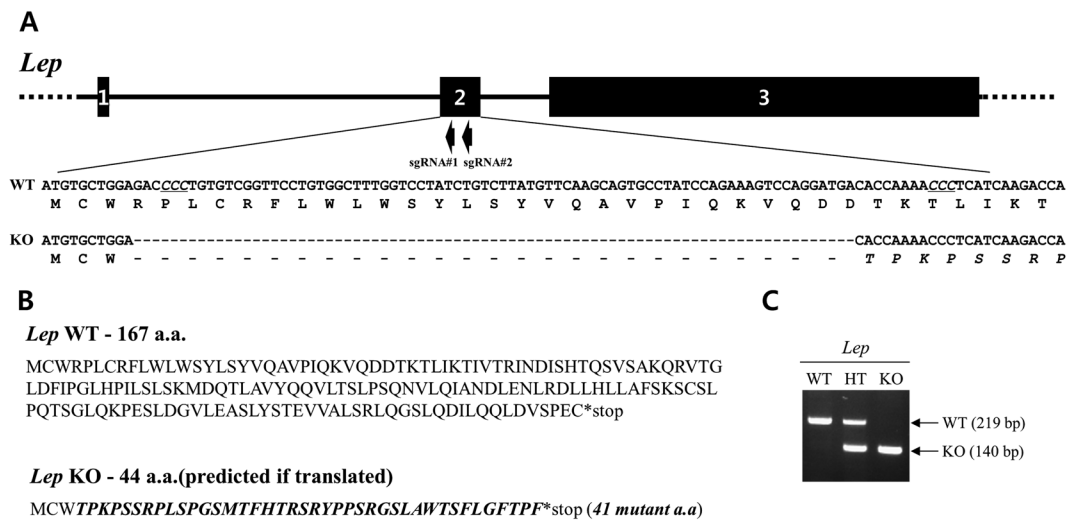 A
Lep
1 2 3
sgRNA#1 sgRNA#2
WT ATGTGCTGGAGACCCCTGTGTCGGTTCCTGTGGCTTTGGTCCTATCTGTCTTATGTTCAAGCAGTGCCTATCCAGAAAGTCCAGGATGACACCAAAACCCTCATCAAGACCA
M C W R P L C R F L W L W S Y L S Y V Q A V P I Q K V Q D D T K T L I K T
KO ATGTGCTGGA-------------------------------------------------------------------------------CACCAAAACCCTCATCAAGACCA
M C W - - - - - - - - - - - - - - - - - - - - - - - - - - - T P K P S S R P
B
Lep WT - 167 a.a.
MCWRPLCRFLWLWSYLSYVQAVPIQKVQDDTKTLIKTIVTRINDISHTQSVSAKQRVTG
LDFIPGLHPILSLSKMDQTLAVYQQVLTSLPSQNVLQIANDLENLRDLLHLLAFSKSCSL
PQTSGLQKPESLDGVLEASLYSTEVVALSRLQGSLQDILQQLDVSPEC*stop
Lep KO - 44 a.a.(predicted if translated)
MCWTPKPSSRPLSPGSMTFHTRSRYPPSRGSLAWTSFLGFTPF*stop (41 mutant a.a)
C
Lep
WT HT KO
WT (219 bp)
KO (140 bp)